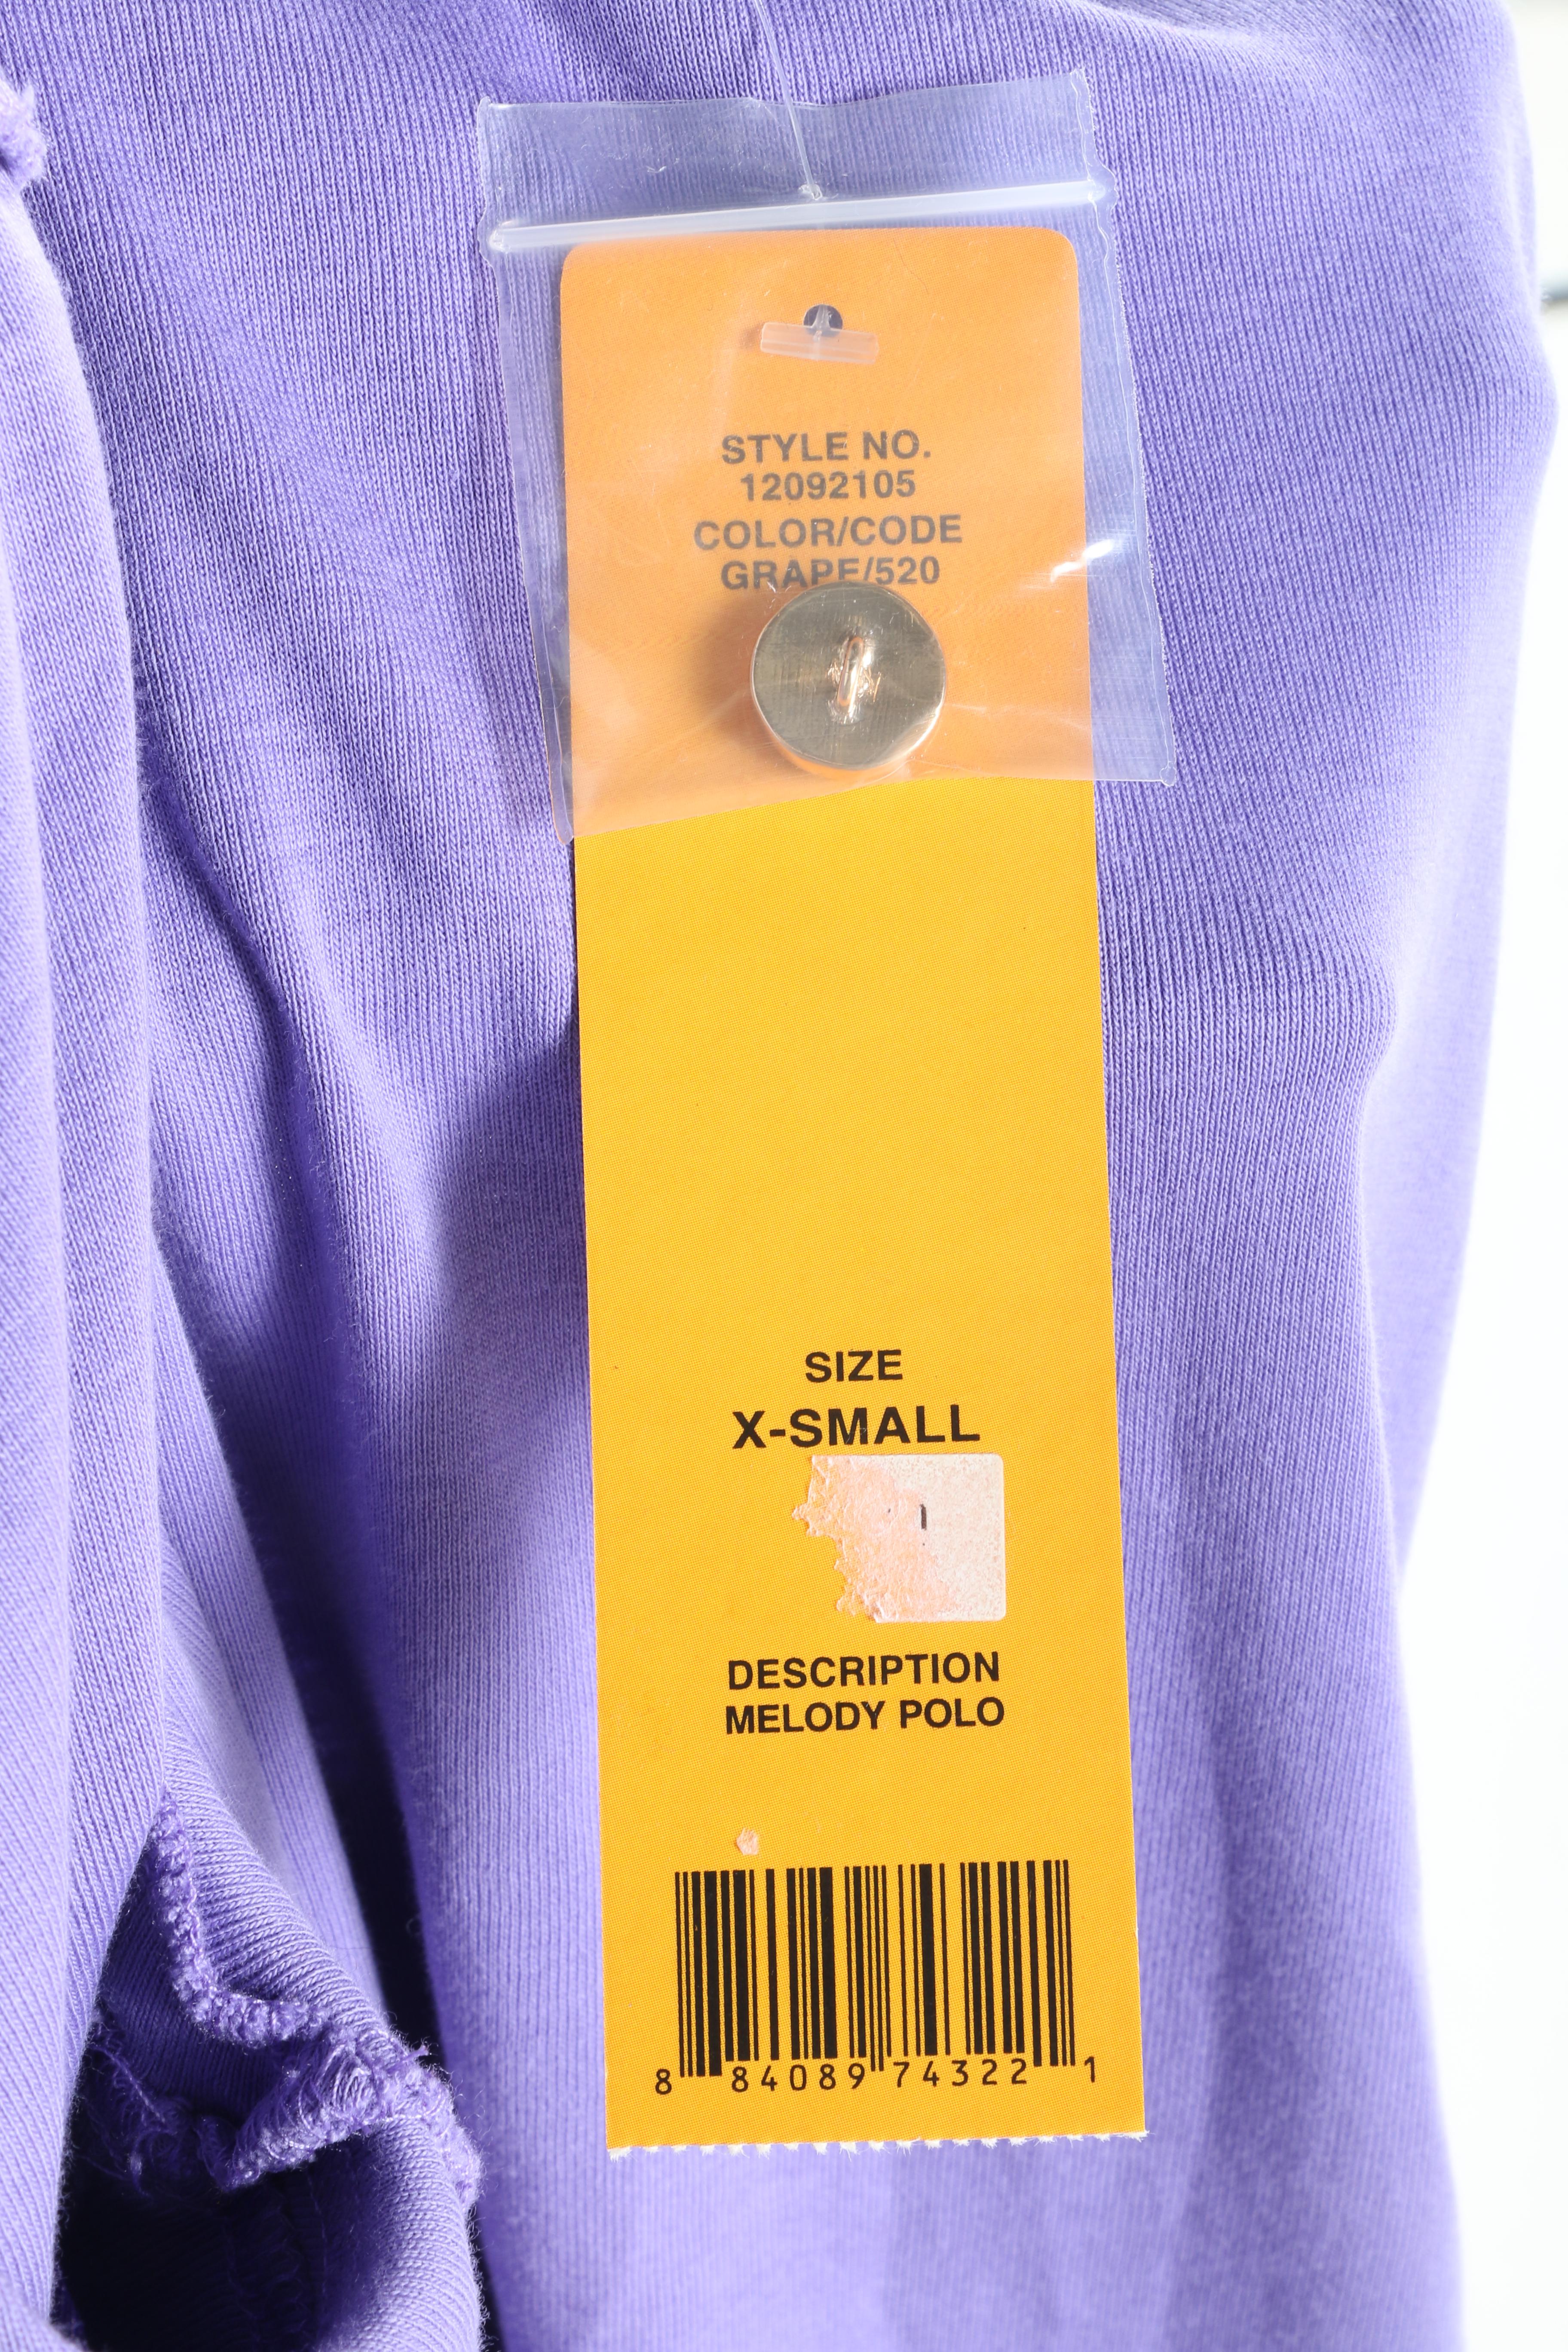 STYLE NO.
12092105
COLOR/CODE
GRAPE/520
SIZE
X-SMALL
DESCRIPTION
MELODY POLO
8 84089 74322 1